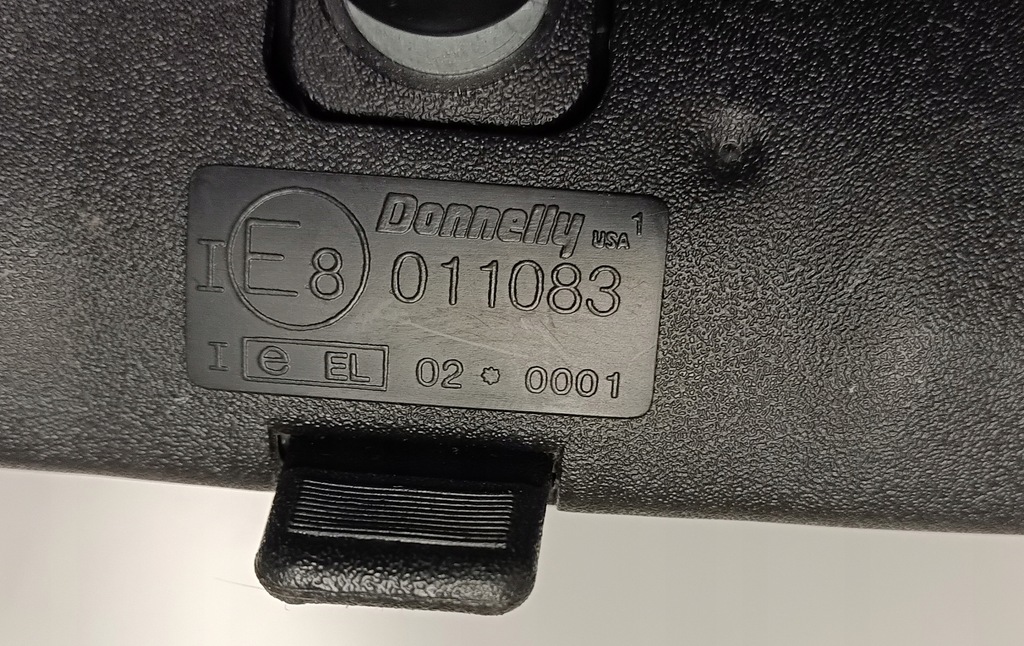 Donnelly USA 1
I E8 011083
I e EL 02 * 0001